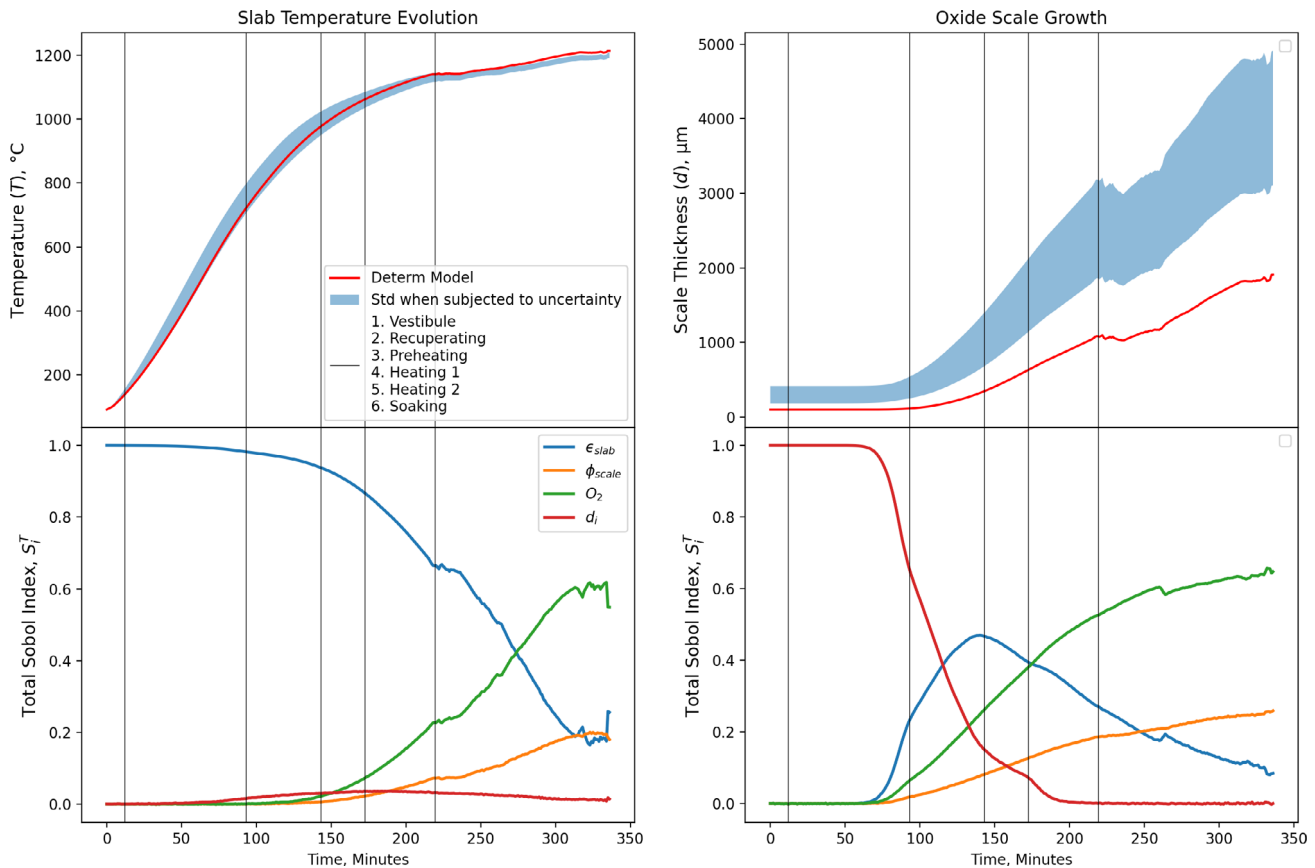 Slab Temperature Evolution
Temperature (T), °C
1200
1000
800
600
400
200
Determ Model
Std when subjected to uncertainty
1. Vestibule
2. Recuperating
3. Preheating
4. Heating 1
5. Heating 2
6. Soaking
Oxide Scale Growth
Scale Thickness (d), μm
5000
4000
3000
2000
1000
0
Total Sobol Index, S_i^T
1.0
0.8
0.6
0.4
0.2
0.0
ϵ_slab
ϕ_scale
O_2
d_i
0 50 100 150 200 250 300 350
Time, Minutes
Total Sobol Index, S_i^T
1.0
0.8
0.6
0.4
0.2
0.0
0 50 100 150 200 250 300 350
Time, Minutes